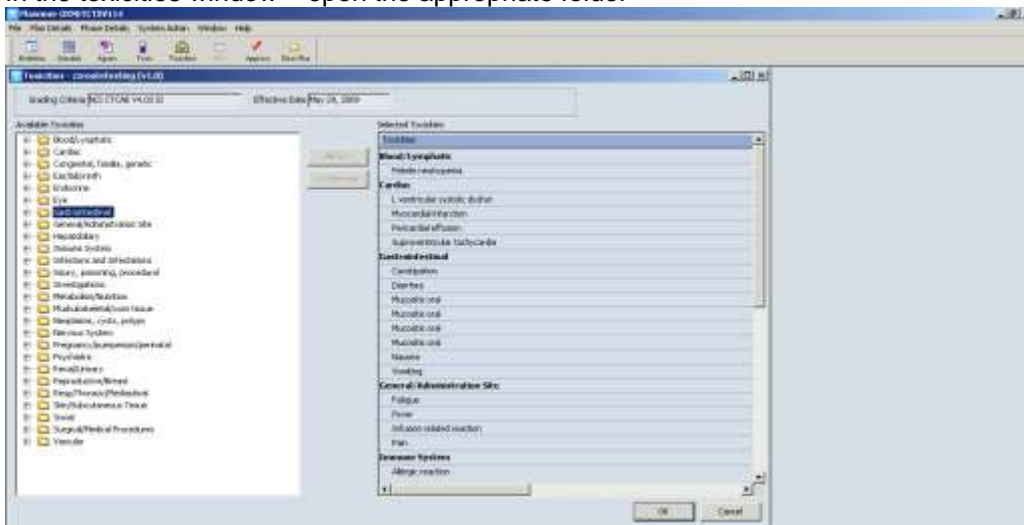 In the toxicities window – open the appropriate folder
File Plan Details Phase Details System Admin Window Help
Toxicities
Grading Criteria NCI CTCAE V4.03
Effective Date May 29, 2009
Available Toxicities
Blood/Lymphatic
Cardiac
Congenital, familial, genetic
Ear/labyrinth
Endocrine
Eye
Gastrointestinal
General/Administration Site
Hepatobiliary
Immune System
Infections and Infestations
Injury, poisoning, procedural
Investigations
Metabolism/Nutrition
Musculoskeletal/conn tissue
Neoplasms, cysts, polyps
Nervous System
Pregnancy/puerperium/perinatal
Psychiatric
Renal/Urinary
Reproductive/Breast
Resp/Thoracic/Mediastinal
Skin/Subcutaneous Tissue
Social
Surgical/Medical Procedures
Vascular
Selected Toxicities
Toxicities
Blood/Lymphatic
Febrile neutropenia
Cardiac
L ventricular systolic dysfun
Myocardial infarction
Pericardial effusion
Supraventricular tachycardia
Gastrointestinal
Constipation
Diarrhea
Mucositis oral
Mucositis oral
Mucositis oral
Mucositis oral
Nausea
Vomiting
General/Administration Site
Fatigue
Fever
Infusion related reaction
Pain
Immune System
Allergic reaction
OK
Cancel